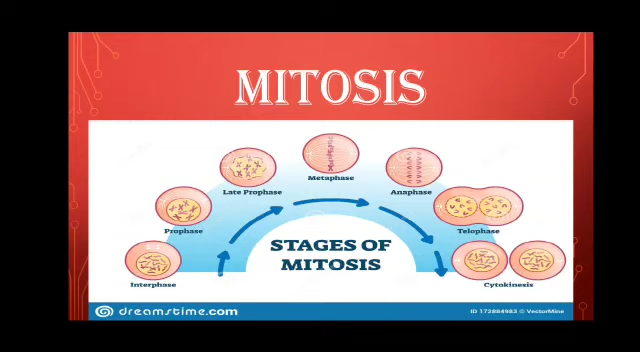 MITOSIS
Metaphase
Late Prophase
Anaphase
Prophase
Telophase
STAGES OF
MITOSIS
Interphase
Cytokinesis
dreamstime.com
ID 172884983 © VectorMine